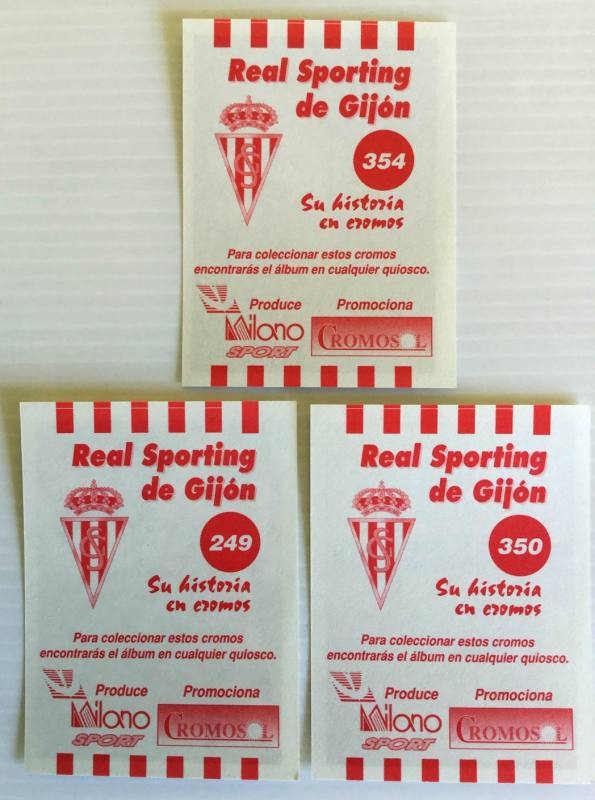 Real Sporting
de Gijón
354
Su historia
en cromos
Para coleccionar estos cromos
encontrarás el álbum en cualquier quiosco.
Produce Promociona
Milono
SPORT
CROMOSOL
Real Sporting
de Gijón
249
Su historia
en cromos
Para coleccionar estos cromos
encontrarás el álbum en cualquier quiosco.
Produce Promociona
Milono
SPORT
CROMOSOL
Real Sporting
de Gijón
350
Su historia
en cromos
Para coleccionar estos cromos
encontrarás el álbum en cualquier quiosco.
Produce Promociona
Milono
SPORT
CROMOSOL